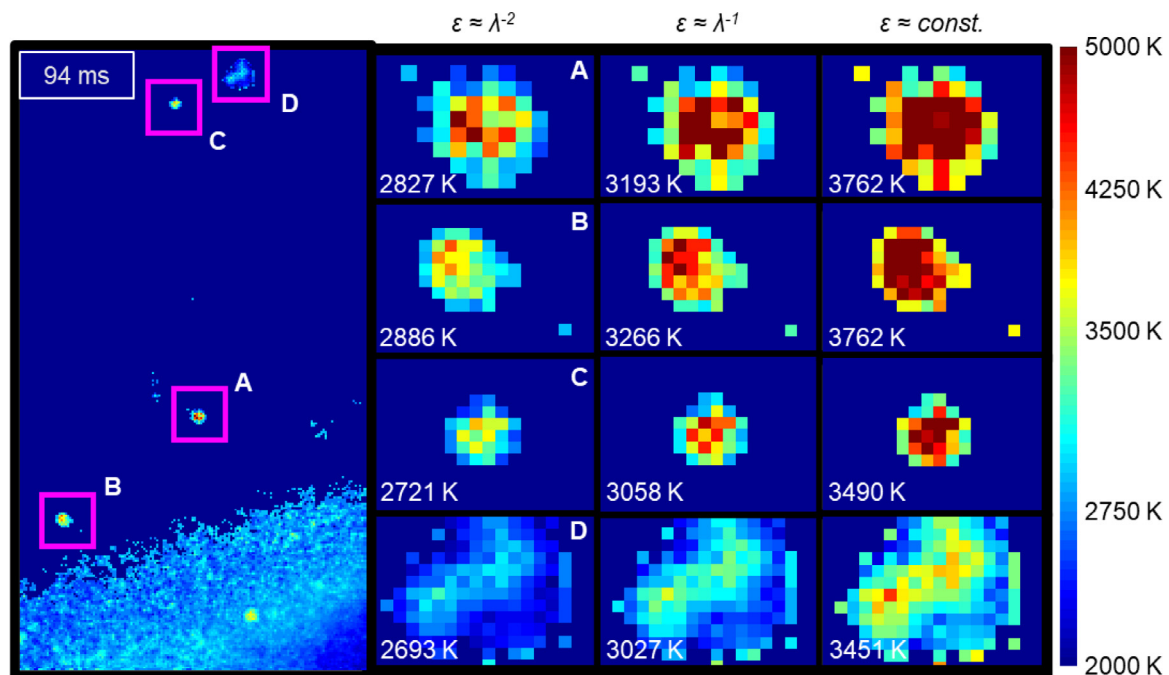 ε ≈ λ⁻² ε ≈ λ⁻¹ ε ≈ const.
94 ms
D
C
A
B
A
2827 K 3193 K 3762 K
B
2886 K 3266 K 3762 K
C
2721 K 3058 K 3490 K
D
2693 K 3027 K 3451 K
5000 K
4250 K
3500 K
2750 K
2000 K